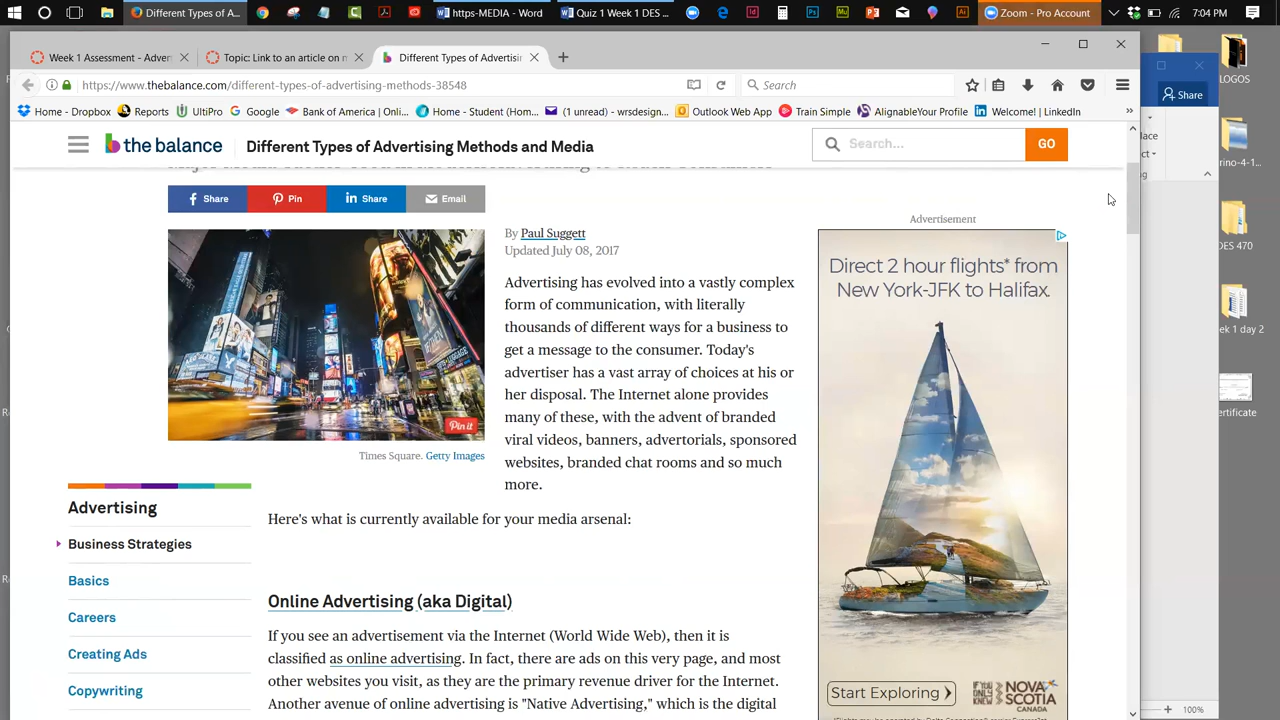 Different Types of A...
https-MEDIA - Word
Quiz 1 Week 1 DES ...
Zoom - Pro Account
7:04 PM
Week 1 Assessment - Adver
Topic: Link to an article on n
Different Types of Advertisin
https://www.thebalance.com/different-types-of-advertising-methods-38548
Search
Home - Dropbox
Reports
UltiPro
Google
Bank of America | Onli...
Home - Student (Hom...
(1 unread) - wrsdesign...
Outlook Web App
Train Simple
AlignableYour Profile
Welcome! | LinkedIn
Share
LOGOS
the balance
Different Types of Advertising Methods and Media
Search...
GO
Share
Pin
Share
Email
Advertisement
By Paul Suggett
Updated July 08, 2017
Advertising has evolved into a vastly complex
form of communication, with literally
thousands of different ways for a business to
get a message to the consumer. Today's
advertiser has a vast array of choices at his or
her disposal. The Internet alone provides
many of these, with the advent of branded
viral videos, banners, advertorials, sponsored
websites, branded chat rooms and so much
more.
Pin it
Times Square. Getty Images
Direct 2 hour flights* from
New York-JFK to Halifax.
Start Exploring
IF YOU ONLY KNEW
NOVA SCOTIA
CANADA
Advertising
Business Strategies
Basics
Careers
Creating Ads
Copywriting
Here's what is currently available for your media arsenal:
Online Advertising (aka Digital)
If you see an advertisement via the Internet (World Wide Web), then it is
classified as online advertising. In fact, there are ads on this very page, and most
other websites you visit, as they are the primary revenue driver for the Internet.
Another avenue of online advertising is "Native Advertising," which is the digital
rino-4-1...
DES 470
k 1 day 2
ertificate
100%